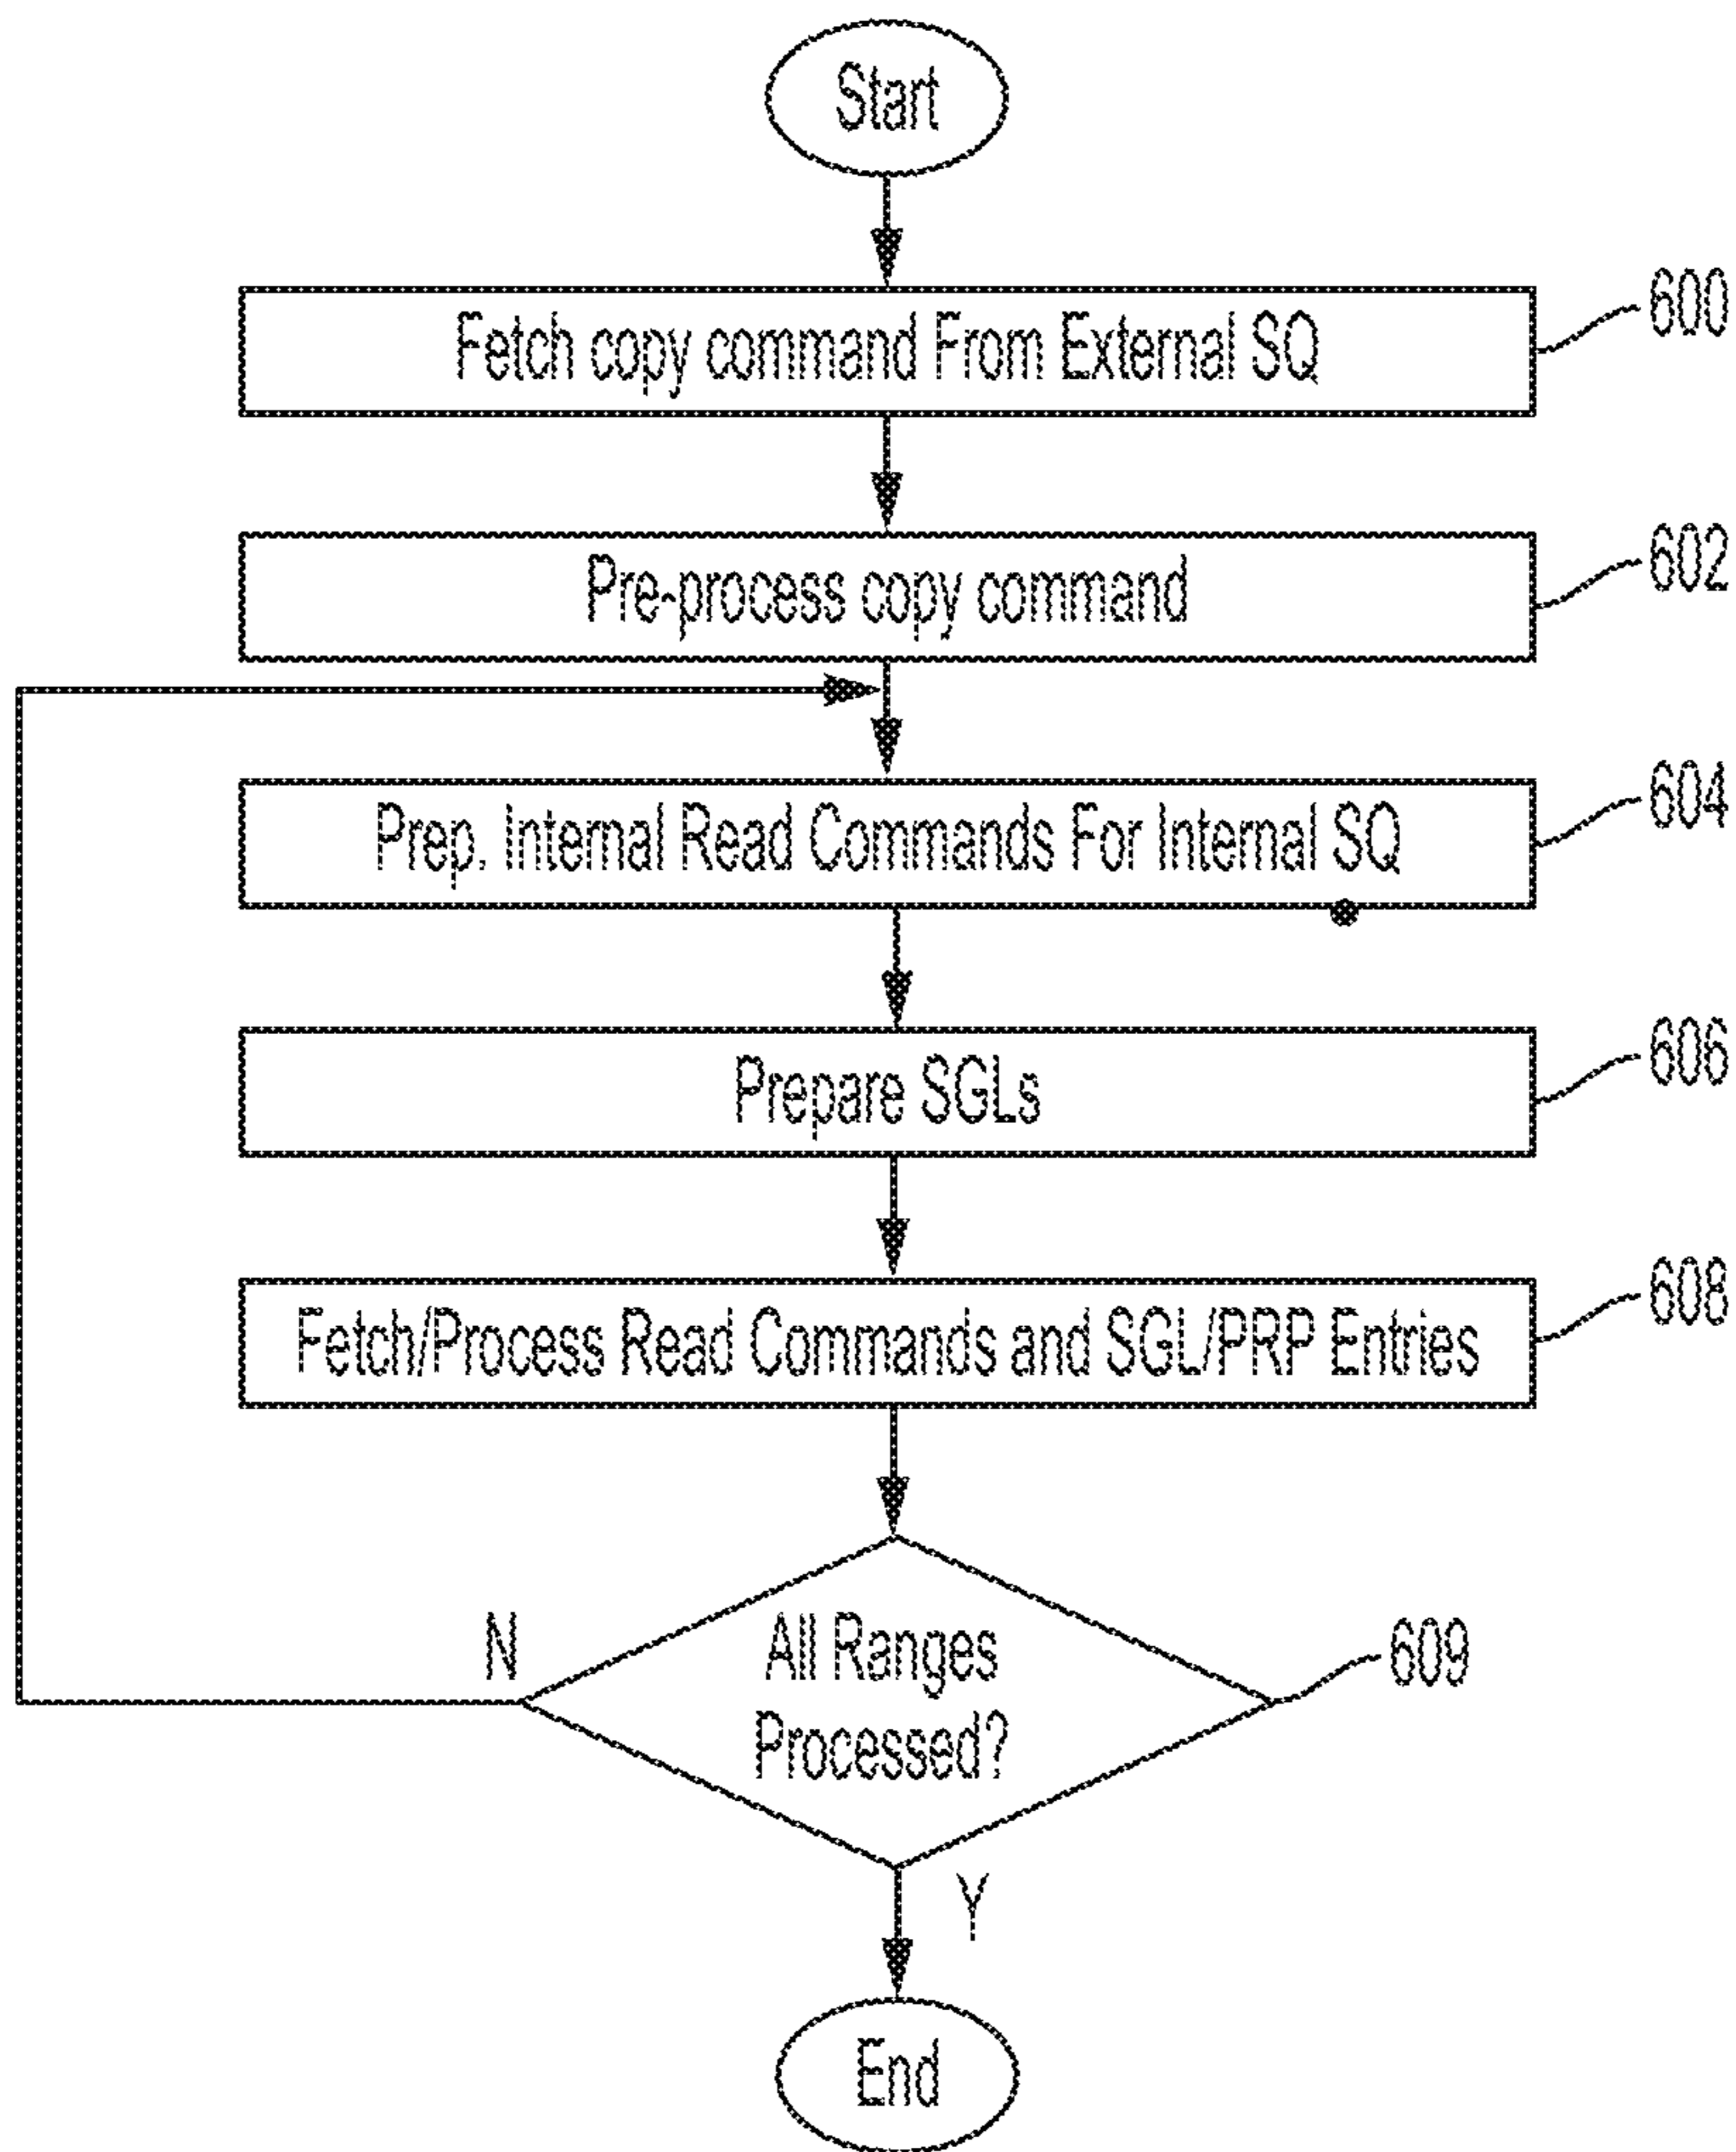 Start
Fetch copy command From External SQ
600
Pre-process copy command
602
Prep. Internal Read Commands For Internal SQ
604
Prepare SGLs
606
Fetch/Process Read Commands and SGL/PRP Entries
608
N
All Ranges
Processed?
609
Y
End